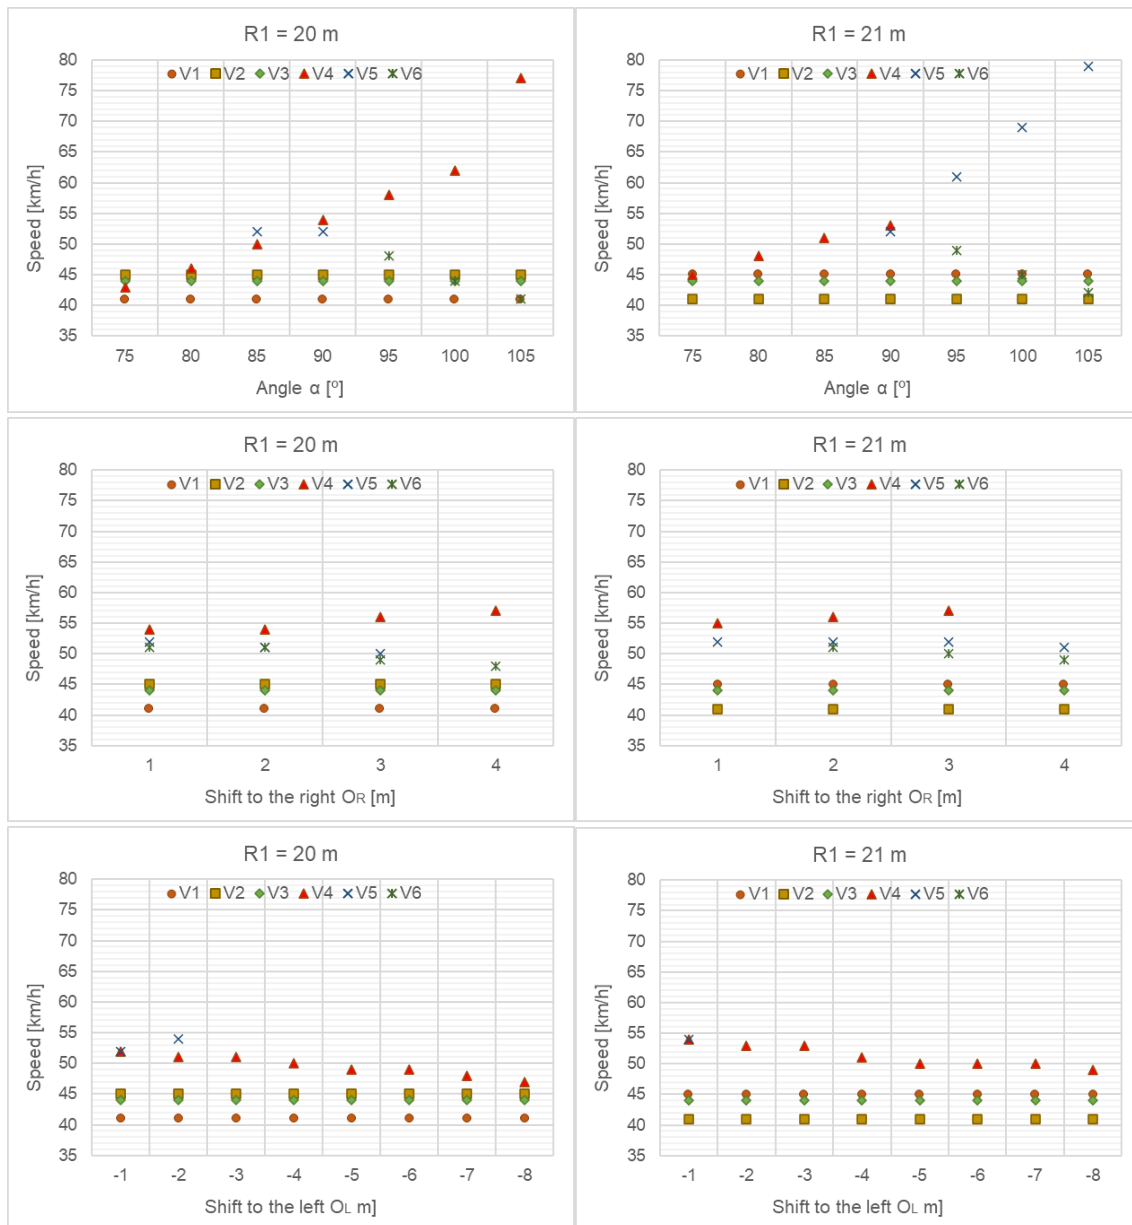 R1 = 20 m
V1 V2 V3 V4 V5 V6
80
75
70
65
60
55
50
45
40
35
Speed [km/h]
75 80 85 90 95 100 105
Angle α [º]
R1 = 21 m
V1 V2 V3 V4 V5 V6
80
75
70
65
60
55
50
45
40
35
Speed [km/h]
75 80 85 90 95 100 105
Angle α [º]
R1 = 20 m
V1 V2 V3 V4 V5 V6
80
75
70
65
60
55
50
45
40
35
Speed [km/h]
1 2 3 4
Shift to the right OR [m]
R1 = 21 m
V1 V2 V3 V4 V5 V6
80
75
70
65
60
55
50
45
40
35
Speed [km/h]
1 2 3 4
Shift to the right OR [m]
R1 = 20 m
V1 V2 V3 V4 V5 V6
80
75
70
65
60
55
50
45
40
35
Speed [km/h]
-1 -2 -3 -4 -5 -6 -7 -8
Shift to the left OL m]
R1 = 21 m
V1 V2 V3 V4 V5 V6
80
75
70
65
60
55
50
45
40
35
Speed [km/h]
-1 -2 -3 -4 -5 -6 -7 -8
Shift to the left OL m]